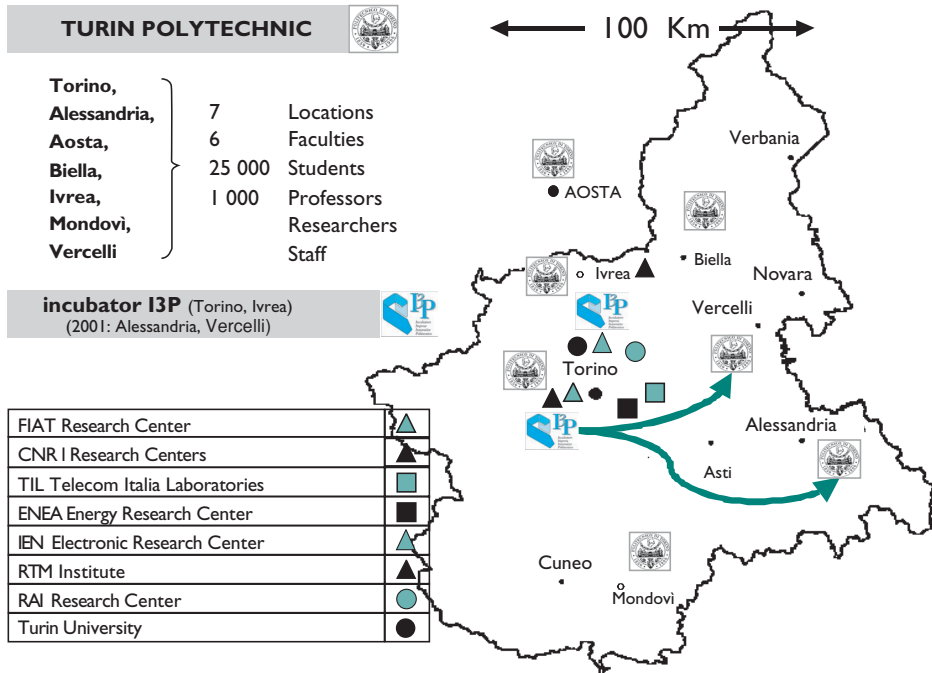 TURIN POLYTECHNIC
100 Km
Torino,
Alessandria, 7 Locations
Aosta, 6 Faculties
Biella, 25 000 Students
Ivrea, 1 000 Professors
Mondovì, Researchers
Vercelli Staff
incubator I3P (Torino, Ivrea)
(2001: Alessandria, Vercelli)
I3P
FIAT Research Center
CNR I Research Centers
TIL Telecom Italia Laboratories
ENEA Energy Research Center
IEN Electronic Research Center
RTM Institute
RAI Research Center
Turin University
Verbania
AOSTA
Biella
Ivrea
Novara
Vercelli
I3P
Torino
I3P
Alessandria
Asti
Cuneo
Mondovì